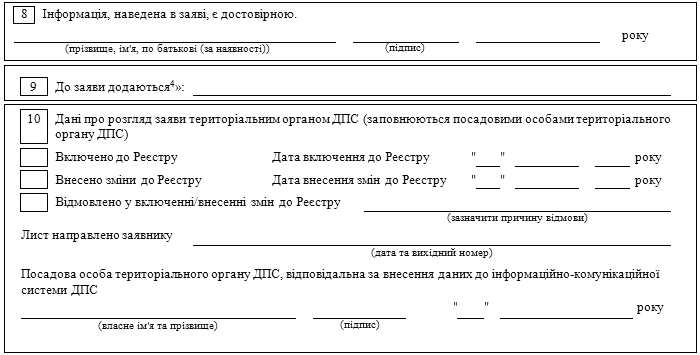 8 Інформація, наведена в заяві, є достовірною.
року
(прізвище, ім'я, по батькові (за наявності)) (підпис)
9 До заяви додаються⁴»:
10 Дані про розгляд заяви територіальним органом ДПС (заповнюються посадовими особами територіального
органу ДПС)
Включено до Реєстру Дата включення до Реєстру "___" ________ ____ року
Внесено зміни до Реєстру Дата внесення змін до Реєстру "___" ________ ____ року
Відмовлено у включенні/внесенні змін до Реєстру
(зазначити причину відмови)
Лист направлено заявнику
(дата та вихідний номер)
Посадова особа територіального органу ДПС, відповідальна за внесення даних до інформаційно-комунікаційної
системи ДПС
"___" ________ року
(власне ім'я та прізвище) (підпис)